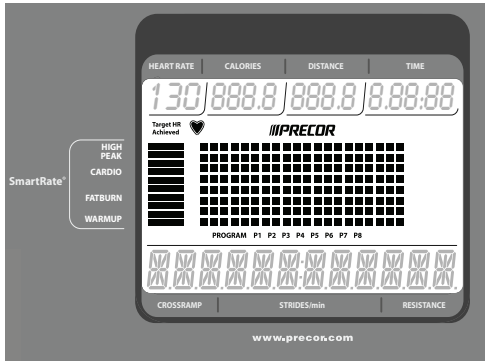 HEART RATE CALORIES DISTANCE TIME
130 888.8 888.8 8.88:88
Target HR
Achieved
PRECOR
HIGH
PEAK
CARDIO
SmartRate®
FATBURN
WARMUP
PROGRAM P1 P2 P3 P4 P5 P6 P7 P8
CROSSRAMP STRIDES/min RESISTANCE
www.precor.com